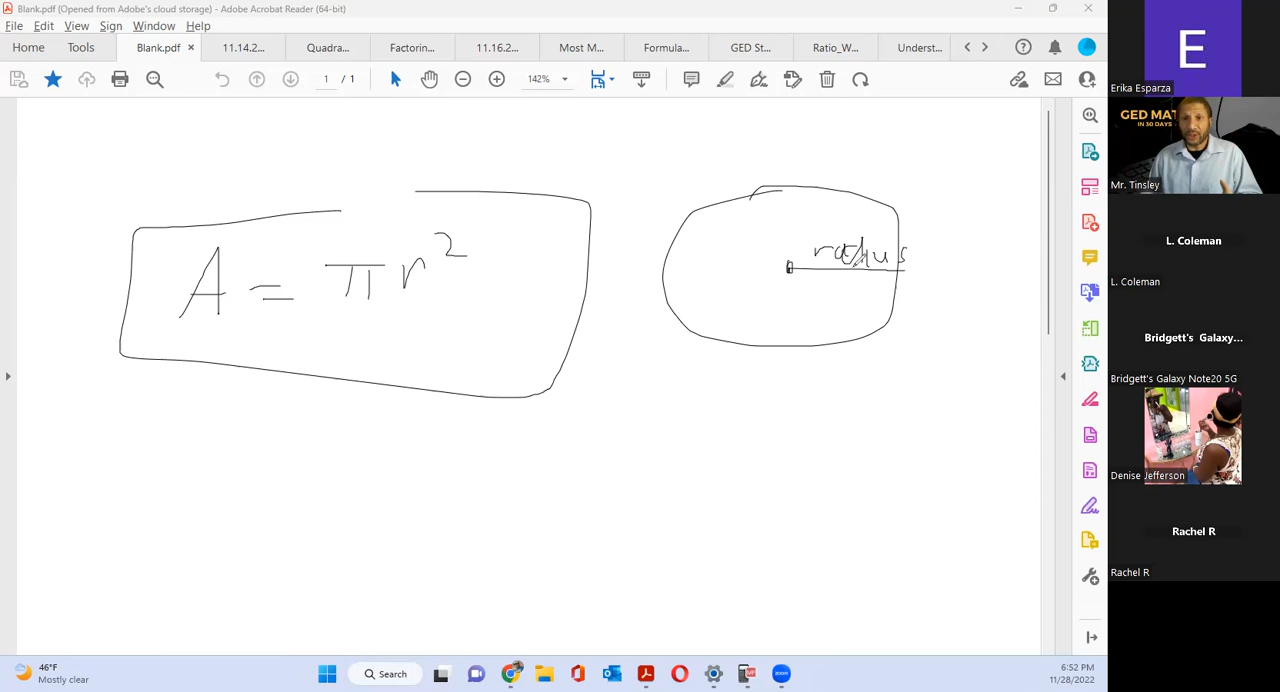 Blank.pdf (Opened from Adobe's cloud storage) - Adobe Acrobat Reader (64-bit)
File Edit View Sign Window Help
Home Tools Blank.pdf × 11.14.2... Quadra... Factorin... 11.16.2... Most M... Formula... GED St... Ratio_W... Underst...
1 / 1 142%
A = πr²
radius
E
Erika Esparza
GED MAT
IN 30 DAYS
Mr. Tinsley
L. Coleman
L. Coleman
Bridgett's Galaxy...
Bridgett's Galaxy Note20 5G
Denise Jefferson
Rachel R
Rachel R
46°F
Mostly clear
Search
6:52 PM
11/28/2022